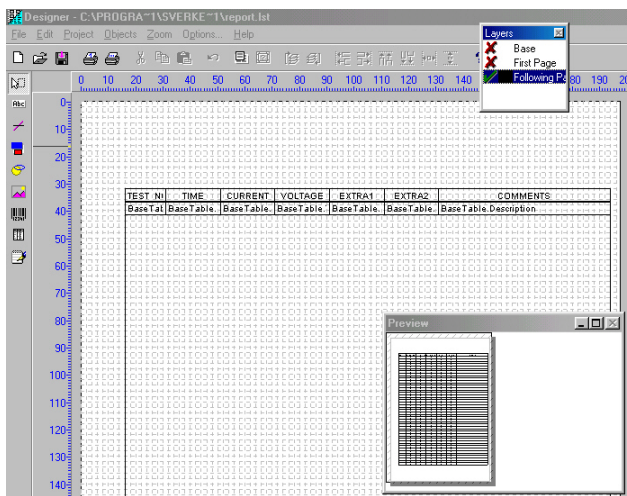 Designer - C:\PROGRA~1\SVERKE~1\report.lst
File Edit Project Objects Zoom Options... Help
Layers
Base
First Page
Following Pa
0 10 20 30 40 50 60 70 80 90 100 110 120 130 140 80 190
0
10
20
30
40
50
60
70
80
90
100
110
120
130
140
Abc
TEST N TIME CURRENT VOLTAGE EXTRA1 EXTRA2 COMMENTS
BaseTab BaseTable. BaseTable. BaseTable. BaseTable. BaseTable. BaseTable.Description
Preview